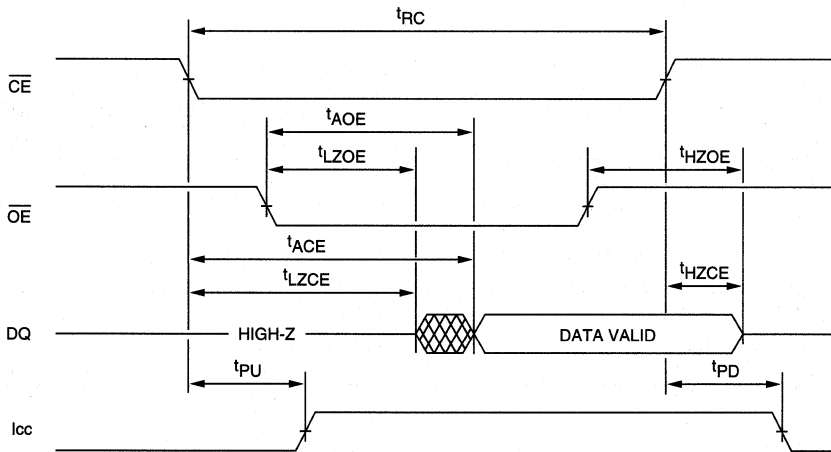 tRC
CE
tAOE
tLZOE
tHZOE
OE
tACE
tLZCE
tHZCE
DQ
HIGH-Z
DATA VALID
tPU
tPD
Icc